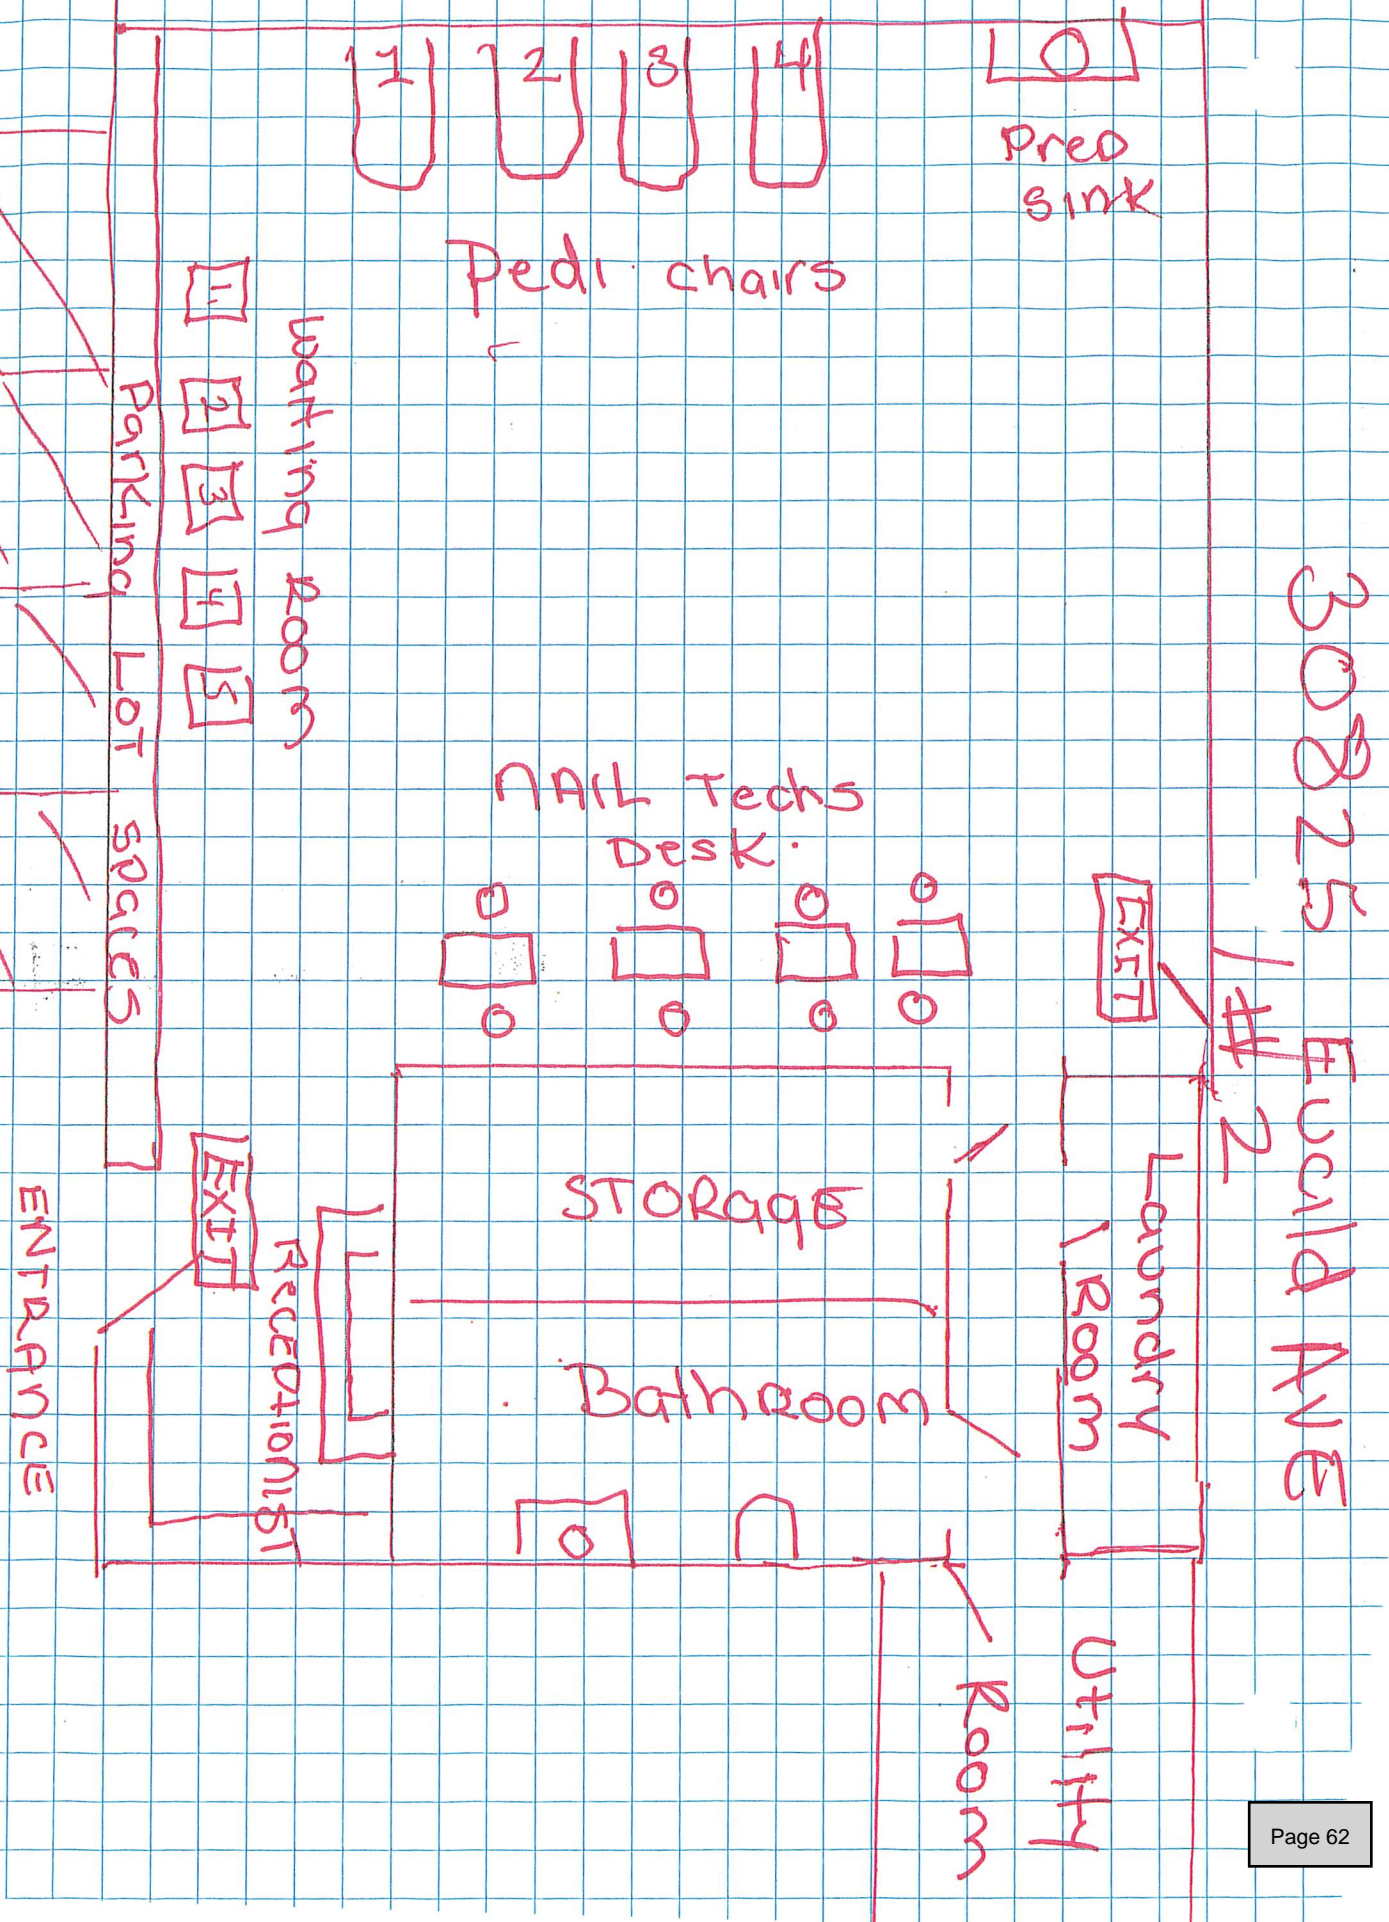 1 2 3 4
Prep
sink
Pedi. chairs
1.
2
3
4
5
Waiting Room
Parking Lot Spaces
30825 Euclid AVE
#2
NAIL Techs
Desk.
EXIT
EXIT
STORAGE
Laundry
Room
Receptionist
Bathroom
ENTRANCE
Utility
Room
Page 62